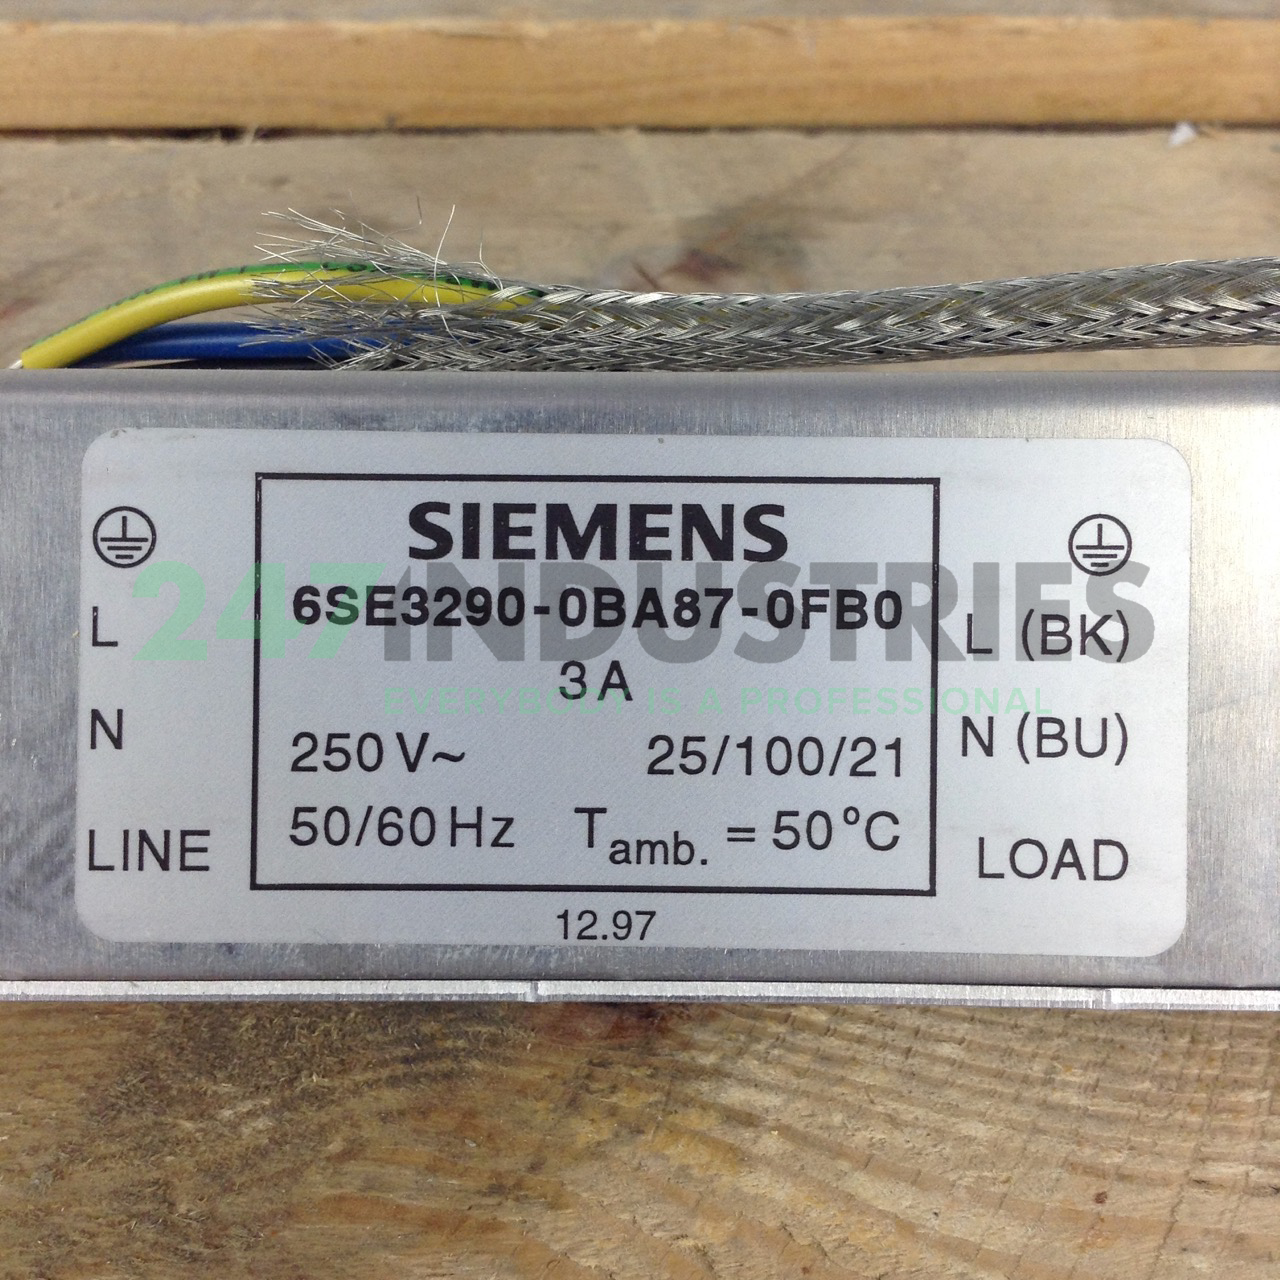 SIEMENS
6SE3290-0BA87-0FB0
3 A
250 V~ 25/100/21
50/60 Hz Tamb. = 50 °C
12.97
L
N
LINE
L (BK)
N (BU)
LOAD
247INDUSTRIES
EVERYBODY IS A PROFESSIONAL